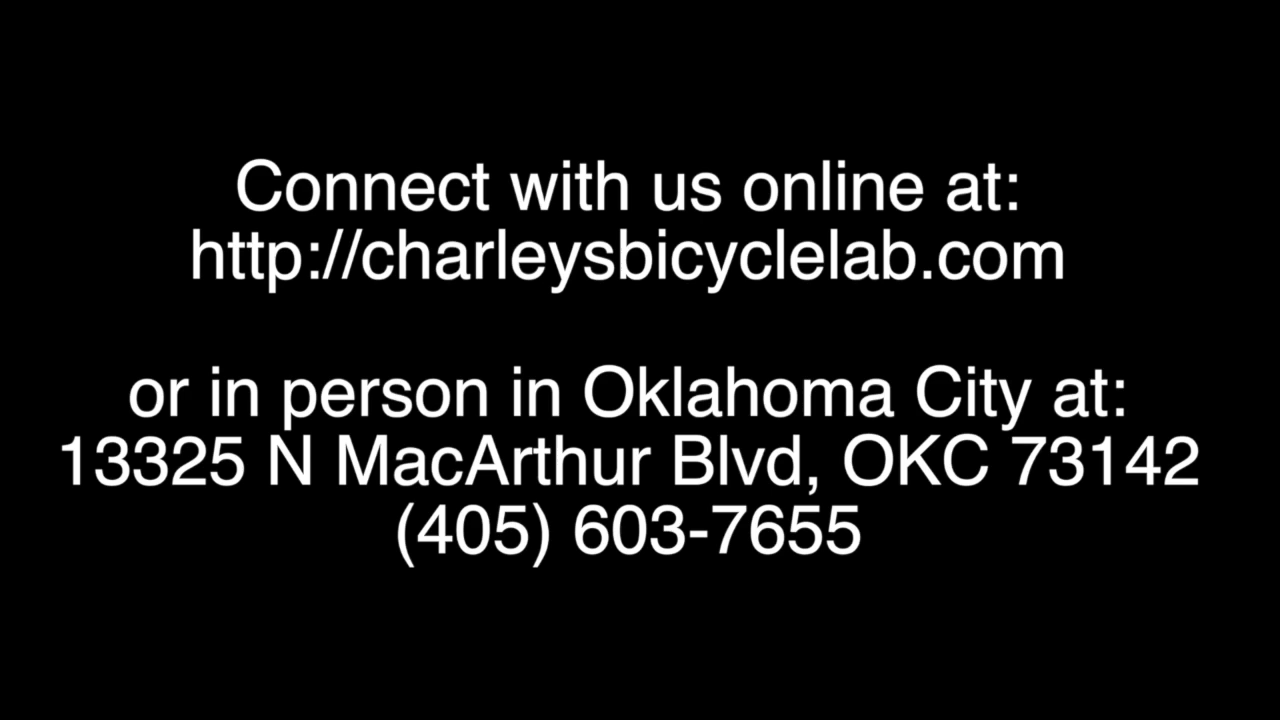 Connect with us online at:
http://charleysbicyclelab.com
or in person in Oklahoma City at:
13325 N MacArthur Blvd, OKC 73142
(405) 603-7655